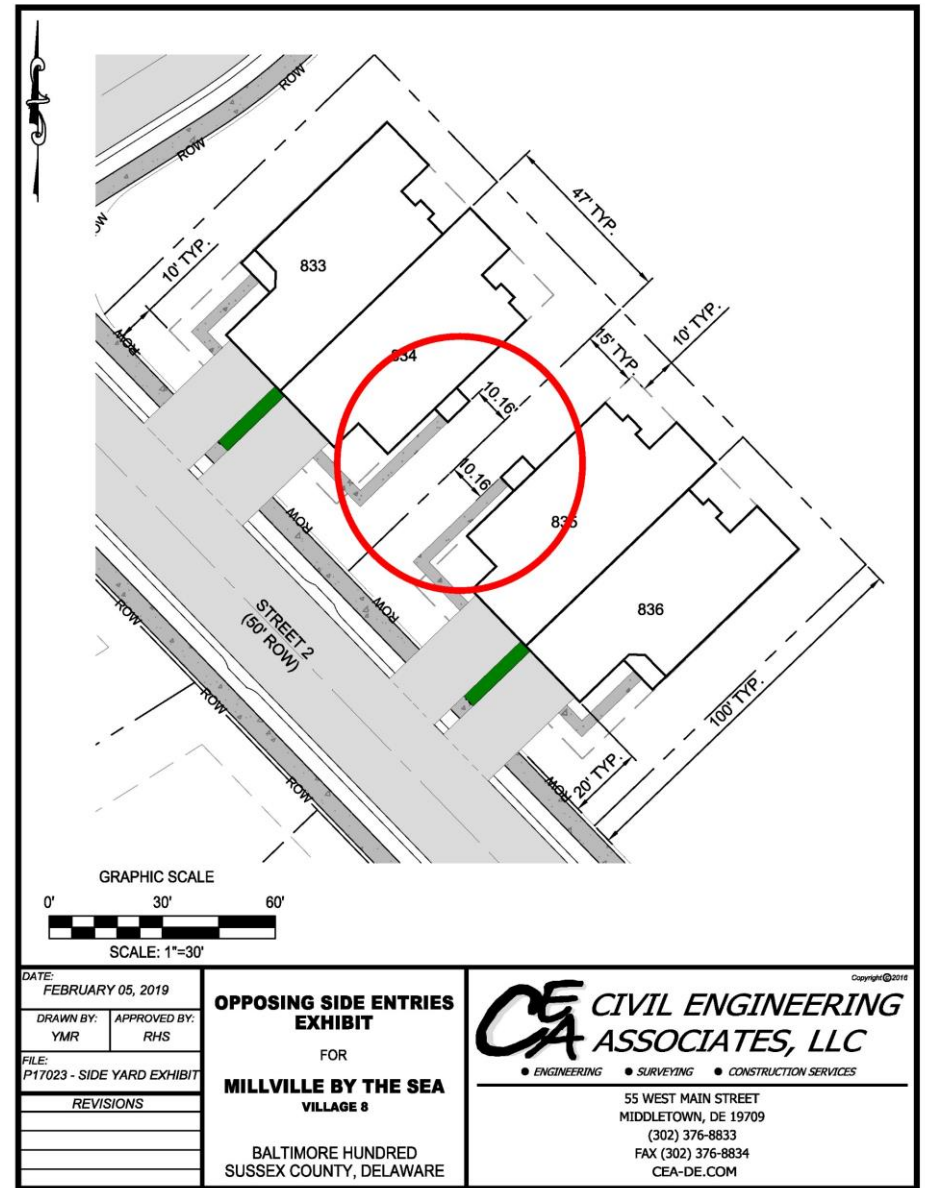 ROW
ROW
ROW
47' TYP.
833
10' TYP.
10' TYP.
15' TYP.
ROW
834
10.16'
10.16'
835
ROW
ROW
836
STREET 2
(50' ROW)
ROW
ROW
100' TYP.
20' TYP.
ROW
ROW
GRAPHIC SCALE
0' 30' 60'
SCALE: 1"=30'
DATE:
FEBRUARY 05, 2019
DRAWN BY:
YMR
APPROVED BY:
RHS
FILE:
P17023 - SIDE YARD EXHIBIT
REVISIONS
OPPOSING SIDE ENTRIES
EXHIBIT
FOR
MILLVILLE BY THE SEA
VILLAGE 8
BALTIMORE HUNDRED
SUSSEX COUNTY, DELAWARE
Copyright©2016
CEA
CIVIL ENGINEERING
ASSOCIATES, LLC
● ENGINEERING ● SURVEYING ● CONSTRUCTION SERVICES
55 WEST MAIN STREET
MIDDLETOWN, DE 19709
(302) 376-8833
FAX (302) 376-8834
CEA-DE.COM